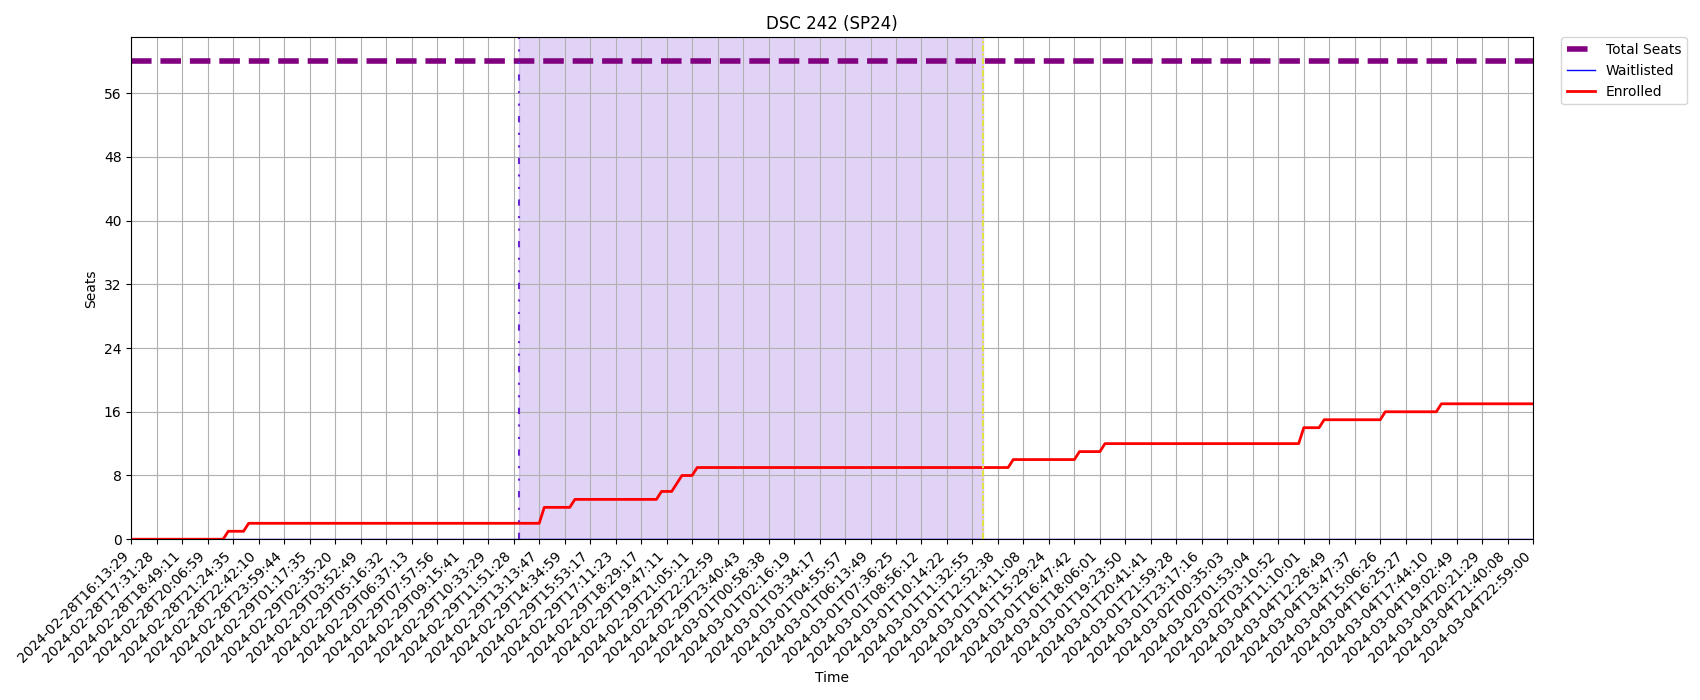 DSC 242 (SP24)
Total Seats
Waitlisted
Enrolled
Seats
56
48
40
32
24
16
8
0
2024-02-28T16:13:29
2024-02-28T17:31:28
2024-02-28T18:49:11
2024-02-28T20:06:59
2024-02-28T21:24:35
2024-02-28T22:42:10
2024-02-28T23:59:44
2024-02-29T01:17:35
2024-02-29T02:35:20
2024-02-29T03:52:49
2024-02-29T05:16:32
2024-02-29T06:37:13
2024-02-29T07:57:56
2024-02-29T09:15:41
2024-02-29T10:33:29
2024-02-29T11:51:28
2024-02-29T13:13:47
2024-02-29T14:34:59
2024-02-29T15:53:17
2024-02-29T17:11:23
2024-02-29T18:29:17
2024-02-29T19:47:11
2024-02-29T21:05:11
2024-02-29T22:22:59
2024-02-29T23:40:43
2024-03-01T00:58:38
2024-03-01T02:16:19
2024-03-01T03:34:17
2024-03-01T04:55:57
2024-03-01T06:13:49
2024-03-01T07:36:25
2024-03-01T08:56:12
2024-03-01T10:14:22
2024-03-01T11:32:55
2024-03-01T12:52:38
2024-03-01T14:11:08
2024-03-01T15:29:24
2024-03-01T16:47:42
2024-03-01T18:06:01
2024-03-01T19:23:50
2024-03-01T20:41:41
2024-03-01T21:59:28
2024-03-01T23:17:16
2024-03-02T00:35:03
2024-03-02T01:53:04
2024-03-02T03:10:52
2024-03-04T11:10:01
2024-03-04T12:28:49
2024-03-04T13:47:37
2024-03-04T15:06:26
2024-03-04T16:25:27
2024-03-04T17:44:10
2024-03-04T19:02:49
2024-03-04T20:21:29
2024-03-04T21:40:08
2024-03-04T22:59:00
Time